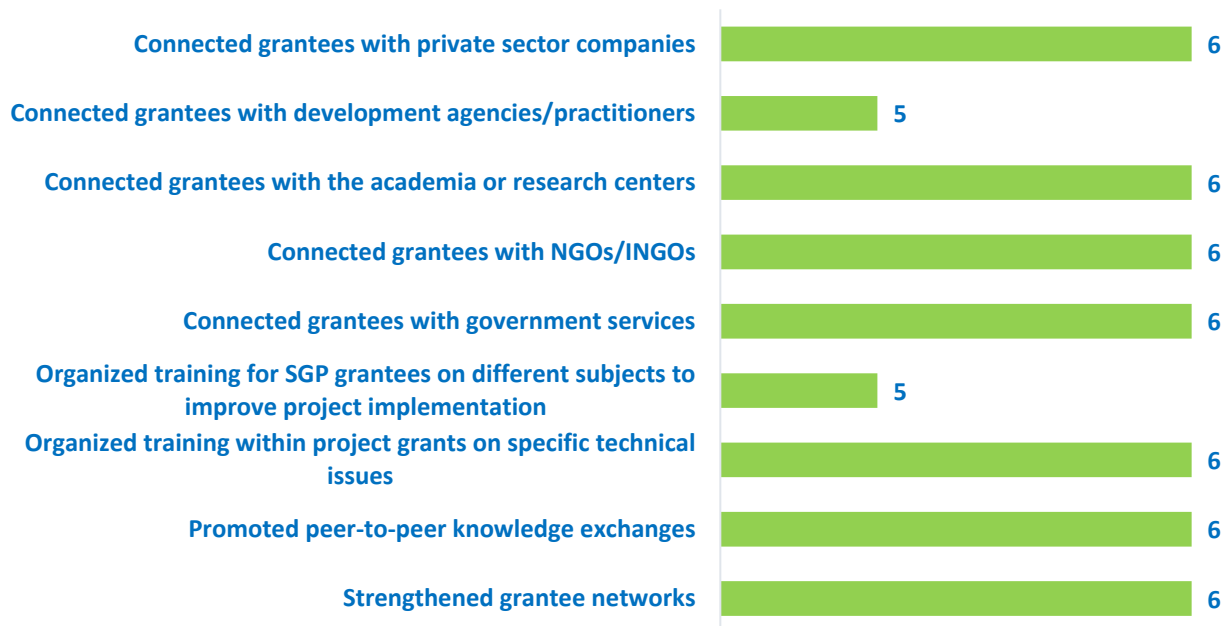 Connected grantees with private sector companies
6
Connected grantees with development agencies/practitioners
5
Connected grantees with the academia or research centers
6
Connected grantees with NGOs/INGOs
6
Connected grantees with government services
6
Organized training for SGP grantees on different subjects to
improve project implementation
5
Organized training within project grants on specific technical
issues
6
Promoted peer-to-peer knowledge exchanges
6
Strengthened grantee networks
6